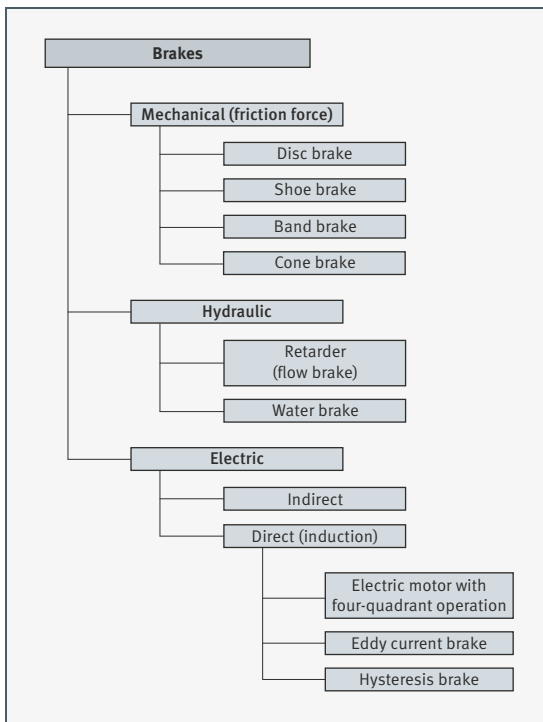 Brakes
Mechanical (friction force)
Disc brake
Shoe brake
Band brake
Cone brake
Hydraulic
Retarder
(flow brake)
Water brake
Electric
Indirect
Direct (induction)
Electric motor with
four-quadrant operation
Eddy current brake
Hysteresis brake